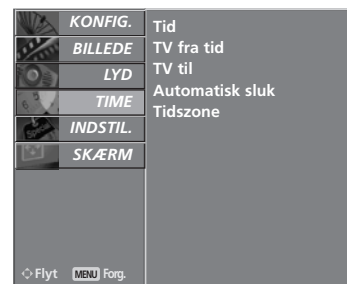 KONFIG.
BILLEDE
LYD
TIME
INDSTIL.
SKÆRM
Tid
TV fra tid
TV til
Automatisk sluk
Tidszone
Flyt MENU Forg.